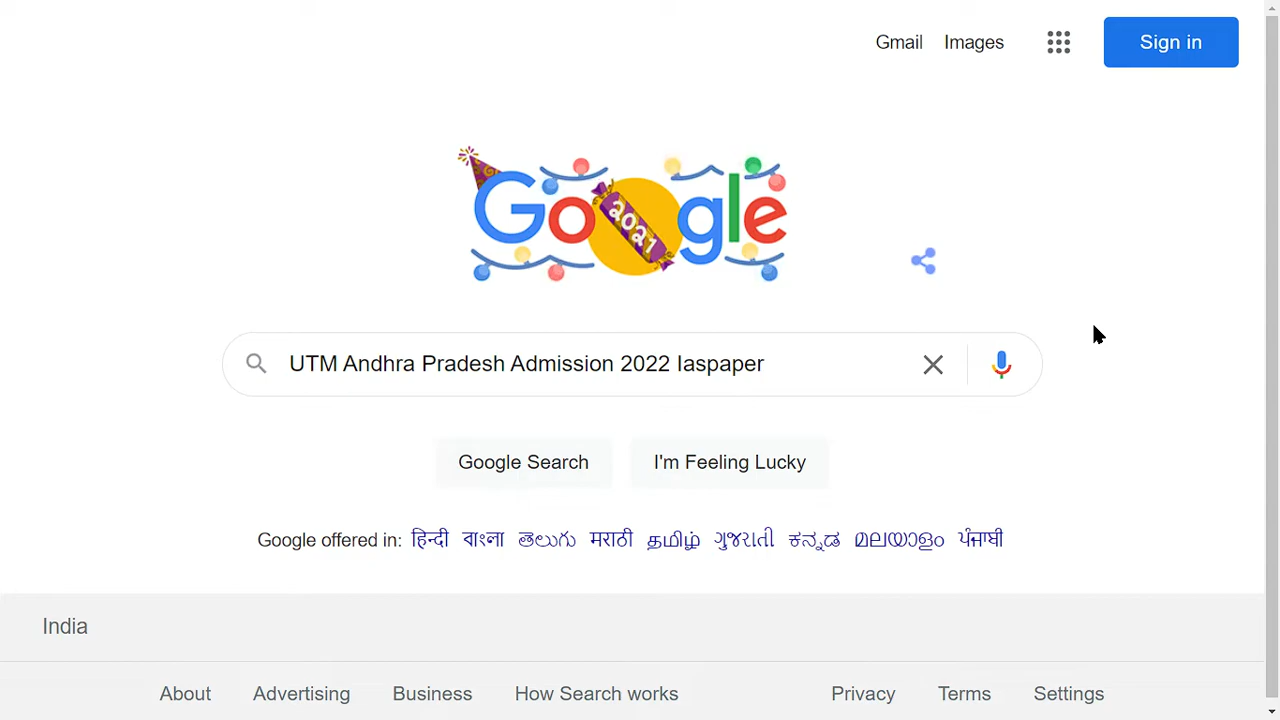 Gmail Images Sign in
Google
2021
UTM Andhra Pradesh Admission 2022 Iaspaper
Google Search I'm Feeling Lucky
Google offered in: हिन्दी বাংলা తెలుగు मराठी தமிழ் ગુજરાતી ಕನ್ನಡ മലയാളം ਪੰਜਾਬੀ
India
About Advertising Business How Search works Privacy Terms Settings